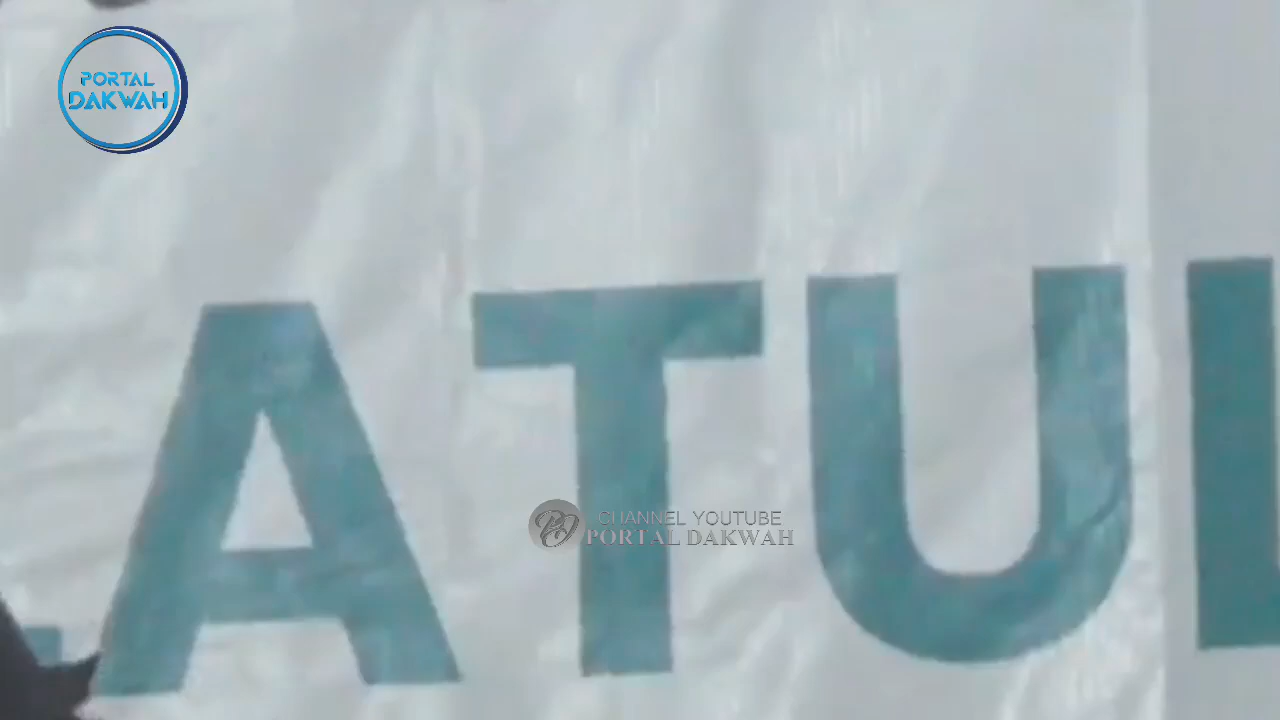 PORTAL
DAKWAH
ATU
CHANNEL YOUTUBE
PORTAL DAKWAH